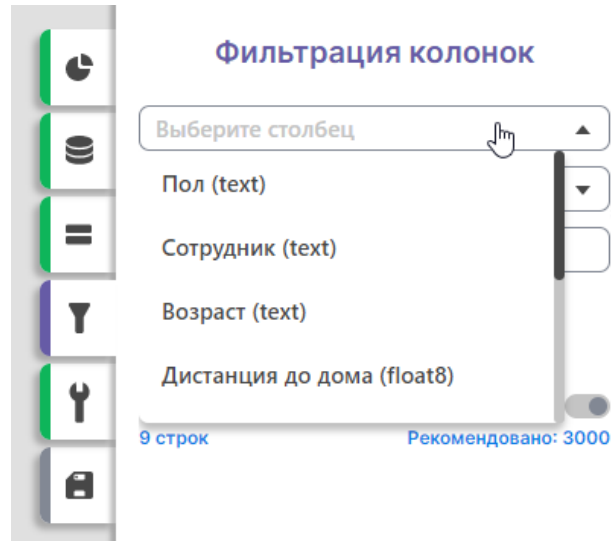 Фильтрация колонок
Выберите столбец
Пол (text)
Сотрудник (text)
Возраст (text)
Дистанция до дома (float8)
9 строк
Рекомендовано: 3000